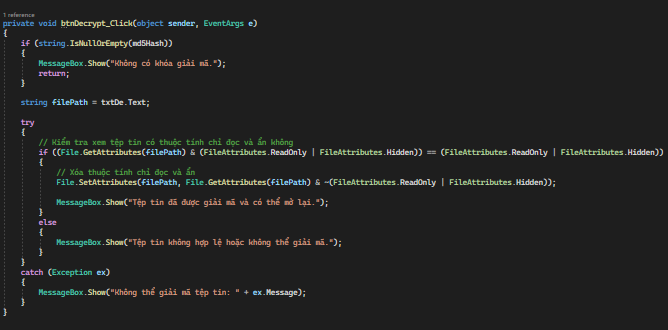 1 reference
private void btnDecrypt_Click(object sender, EventArgs e)
{
if (string.IsNullOrEmpty(md5Hash))
{
MessageBox.Show("Không có khóa giải mã.");
return;
}
string filePath = txtDe.Text;
try
{
// Kiểm tra xem tệp tin có thuộc tính chỉ đọc và ẩn không
if ((File.GetAttributes(filePath) & (FileAttributes.ReadOnly | FileAttributes.Hidden)) == (FileAttributes.ReadOnly | FileAttributes.Hidden))
{
// Xóa thuộc tính chỉ đọc và ẩn
File.SetAttributes(filePath, File.GetAttributes(filePath) & ~(FileAttributes.ReadOnly | FileAttributes.Hidden));
MessageBox.Show("Tệp tin đã được giải mã và có thể mở lại.");
}
else
{
MessageBox.Show("Tệp tin không hợp lệ hoặc không thể giải mã.");
}
}
catch (Exception ex)
{
MessageBox.Show("Không thể giải mã tệp tin: " + ex.Message);
}
}